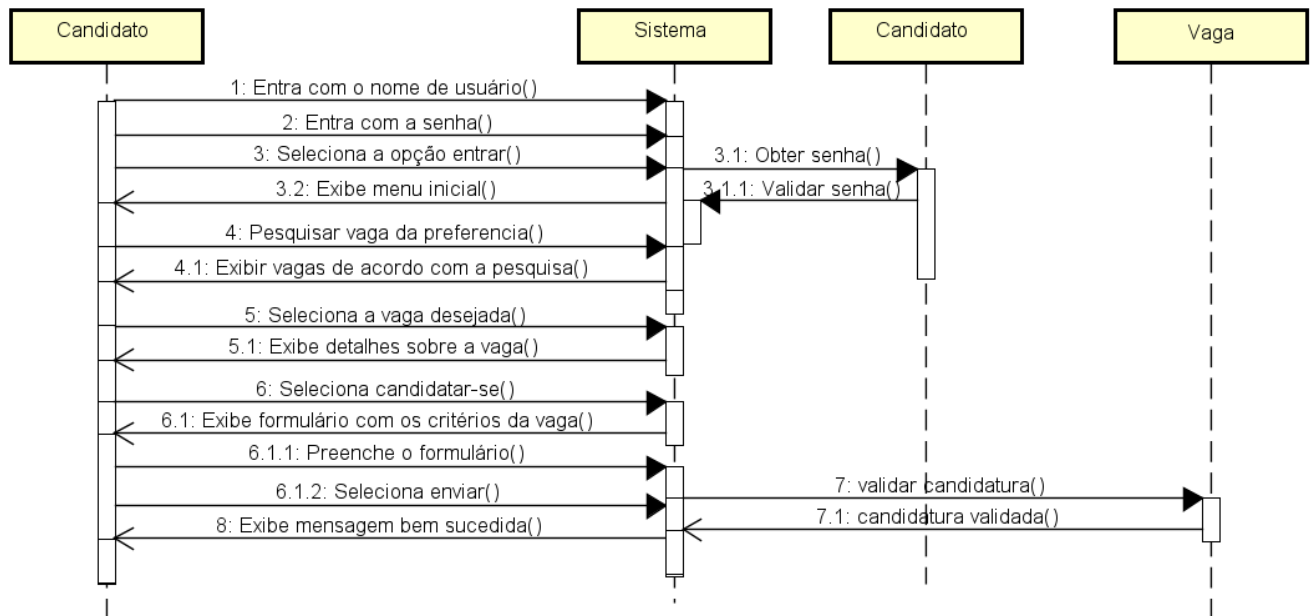 Candidato
Sistema
Candidato
Vaga
1: Entra com o nome de usuário()
2: Entra com a senha()
3: Seleciona a opção entrar()
3.1: Obter senha()
3.2: Exibe menu inicial()
3.1.1: Validar senha()
4: Pesquisar vaga da preferencia()
4.1: Exibir vagas de acordo com a pesquisa()
5: Seleciona a vaga desejada()
5.1: Exibe detalhes sobre a vaga()
6: Seleciona candidatar-se()
6.1: Exibe formulário com os critérios da vaga()
6.1.1: Preenche o formulário()
6.1.2: Seleciona enviar()
7: validar candidatura()
7.1: candidatura validada()
8: Exibe mensagem bem sucedida()